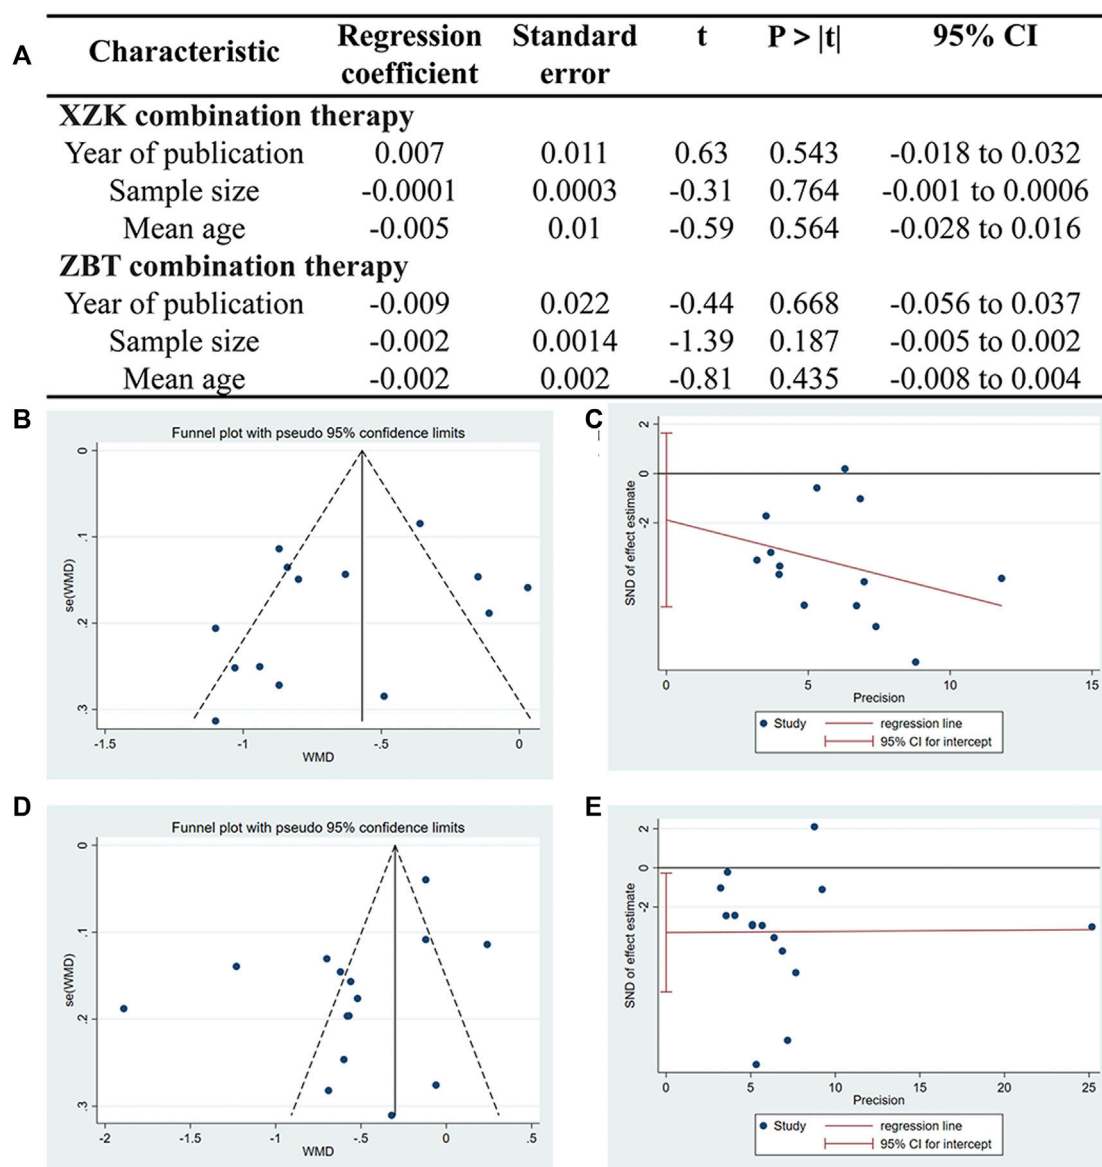 A
Characteristic Regression coefficient Standard error t P > |t| 95% CI
XZK combination therapy
Year of publication 0.007 0.011 0.63 0.543 -0.018 to 0.032
Sample size -0.0001 0.0003 -0.31 0.764 -0.001 to 0.0006
Mean age -0.005 0.01 -0.59 0.564 -0.028 to 0.016
ZBT combination therapy
Year of publication -0.009 0.022 -0.44 0.668 -0.056 to 0.037
Sample size -0.002 0.0014 -1.39 0.187 -0.005 to 0.002
Mean age -0.002 0.002 -0.81 0.435 -0.008 to 0.004
B
Funnel plot with pseudo 95% confidence limits
se(WMD)
0
.1
.2
.3
-1.5 -1 -.5 0
WMD
C
SND of effect estimate
2
0
-2
0 5 10 15
Precision
Study regression line
95% CI for intercept
D
Funnel plot with pseudo 95% confidence limits
se(WMD)
0
.1
.2
.3
-2 -1.5 -1 -.5 0 .5
WMD
E
SND of effect estimate
2
0
-2
0 5 10 15 20 25
Precision
Study regression line
95% CI for intercept